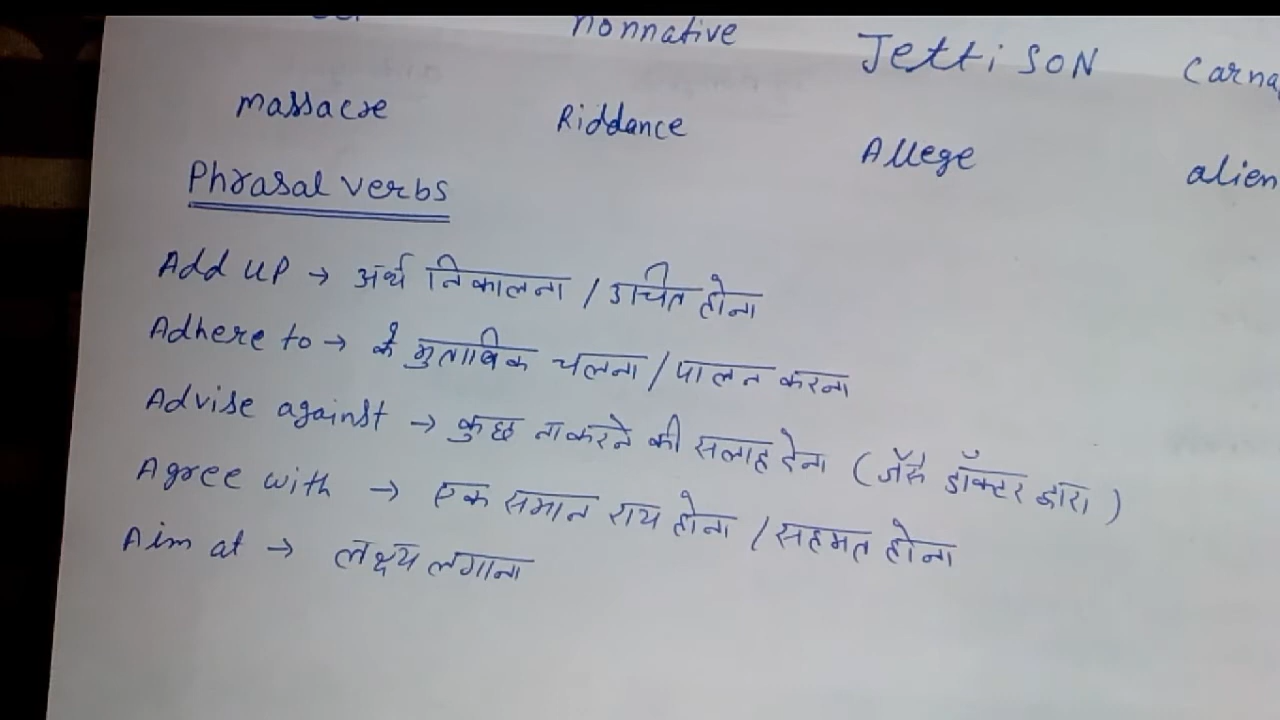 nonnative Jettison
Massacre Riddance Allege alien
Phrasal verbs
Add up → अर्थ निकालना / उचित होना
Adhere to → के मुताबिक चलना / पालन करना
Advise against → कुछ ना करने की सलाह देना (जैसे डॉक्टर द्वारा)
Agree with → एक समान राय होना / सहमत होना
Aim at → लक्ष्य लगाना